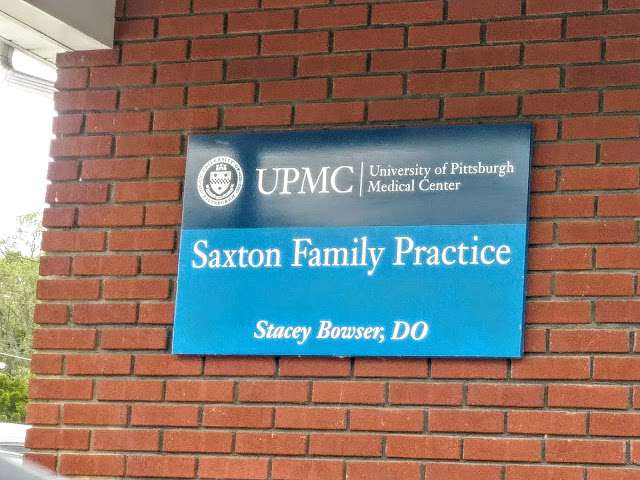 UPMC
University of Pittsburgh
Medical Center
Saxton Family Practice
Stacey Bowser, DO